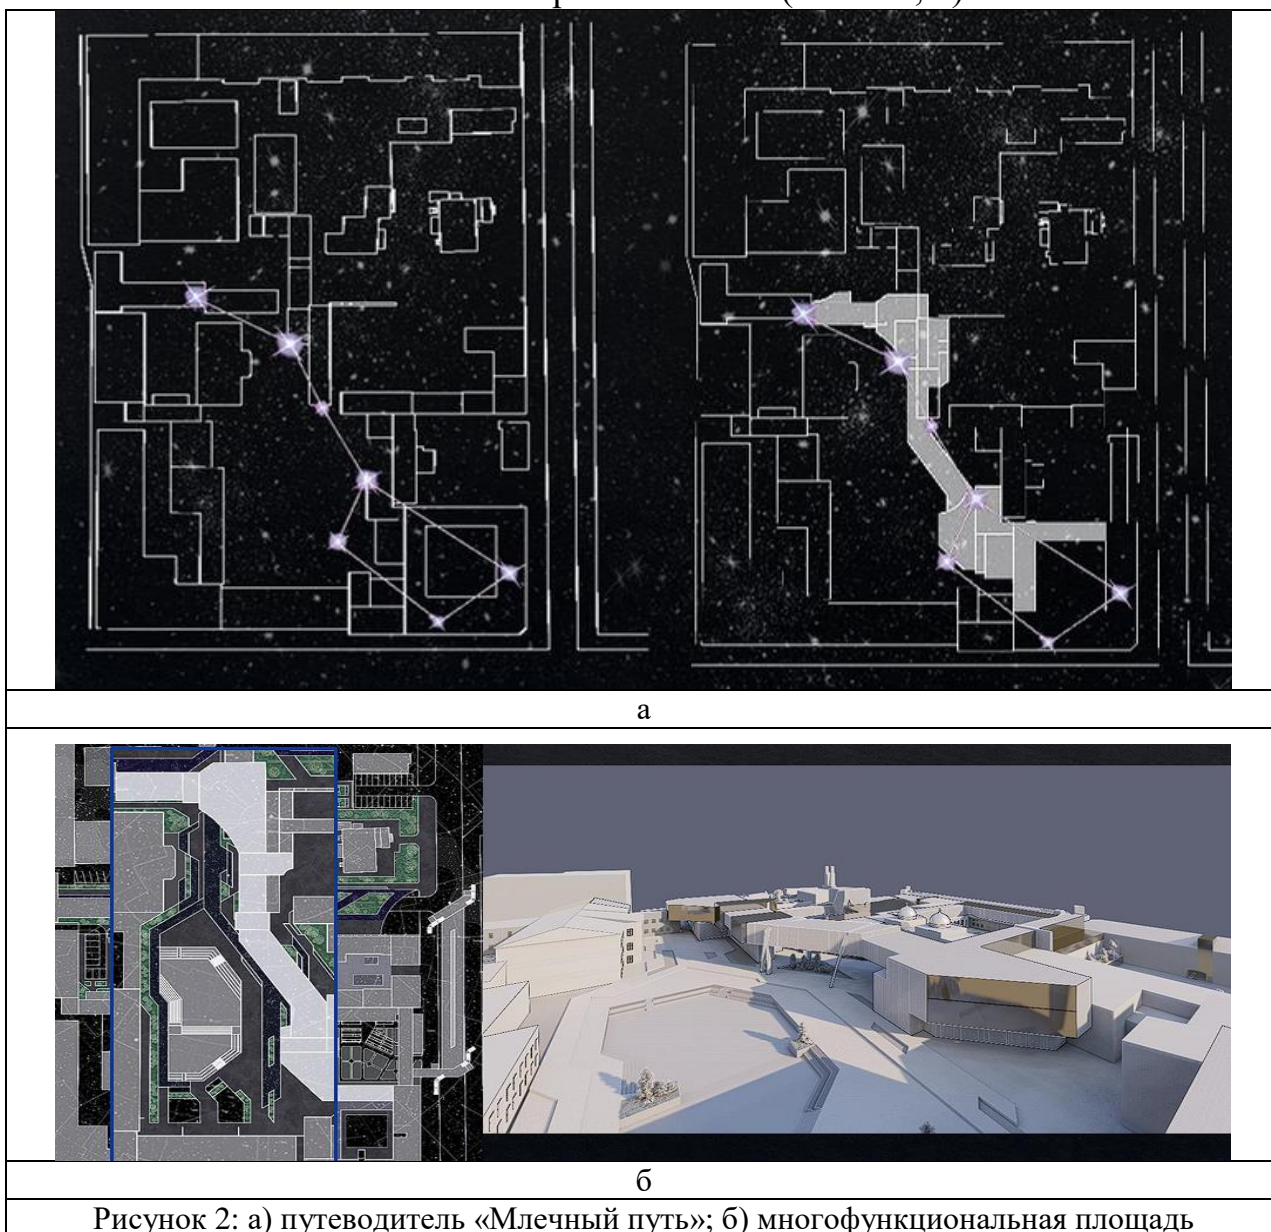 а
б
Рисунок 2: а) путеводитель «Млечный путь»; б) многофункциональная площадь